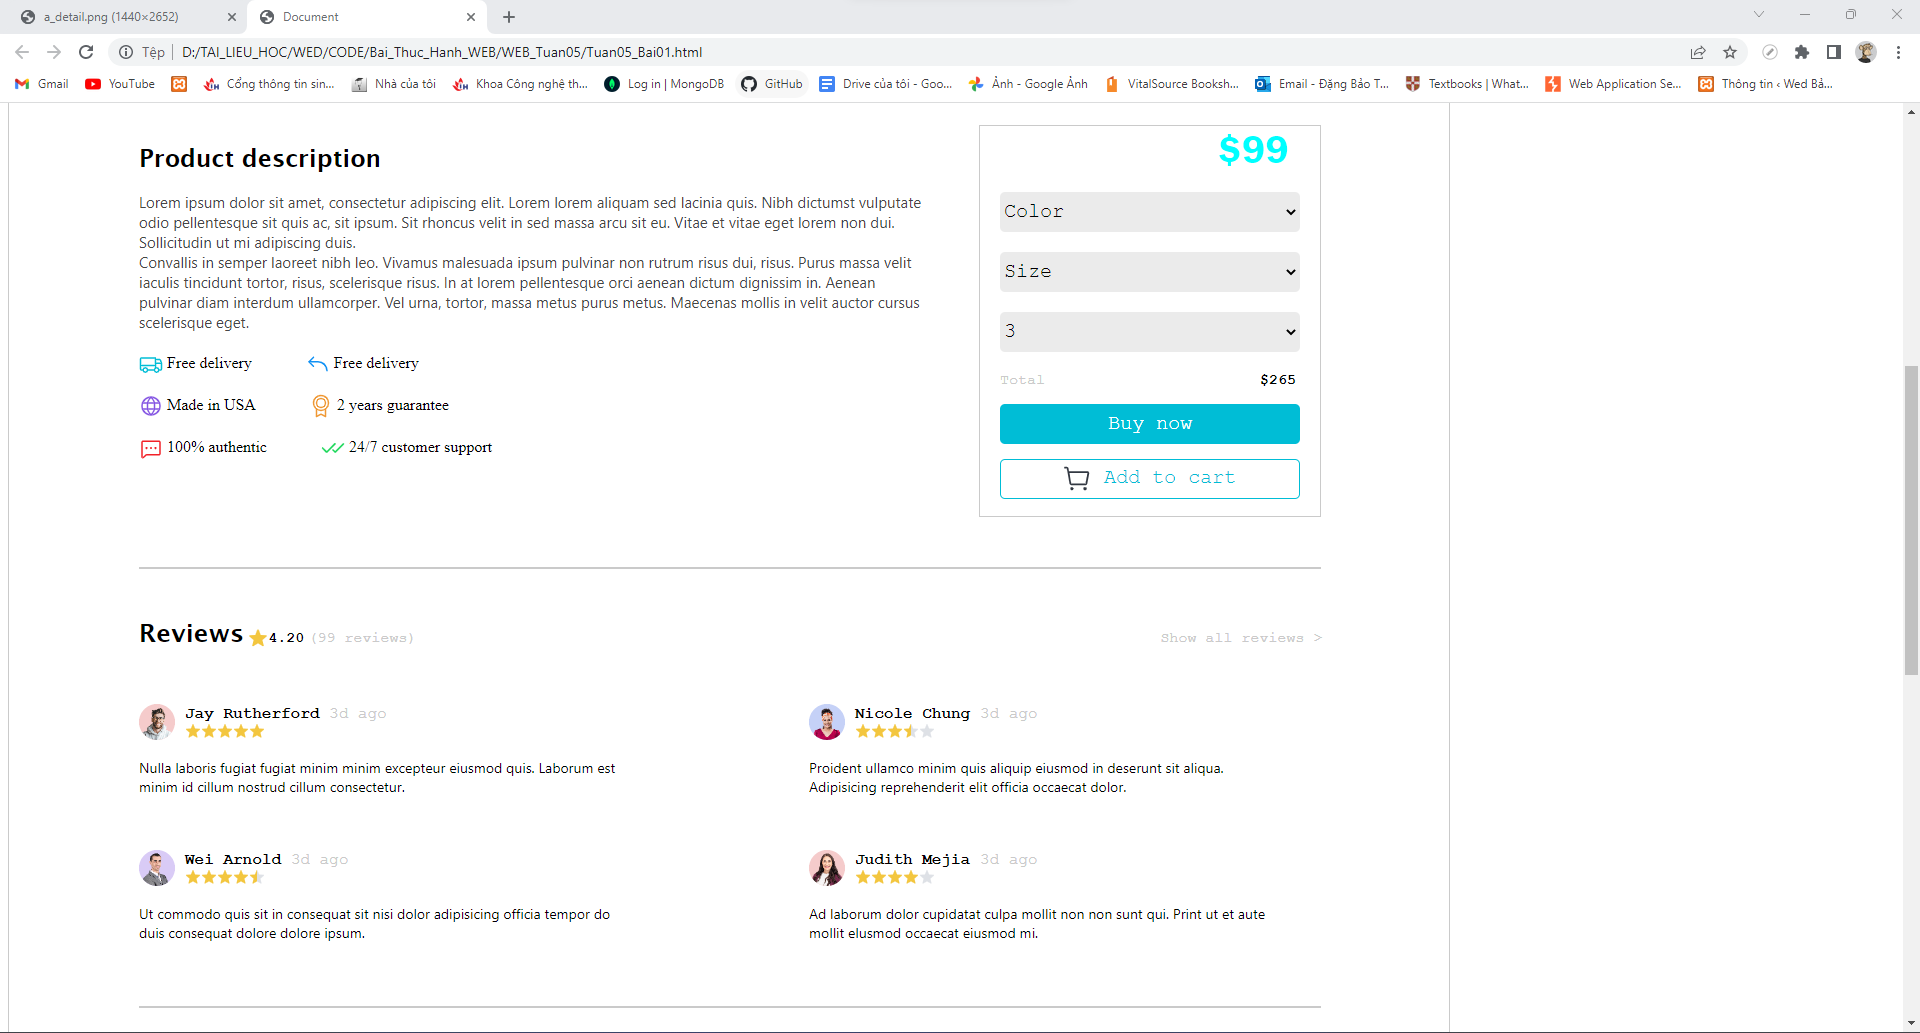 a_detail.png (1440×2652)
Document
Tệp
D:/TAI_LIEU_HOC/WED/CODE/Bai_Thuc_Hanh_WEB/WEB_Tuan05/Tuan05_Bai01.html
Gmail
YouTube
Cổng thông tin sin...
Nhà của tôi
Khoa Công nghệ th...
Log in | MongoDB
GitHub
Drive của tôi - Goo...
Ảnh - Google Ảnh
VitalSource Booksh...
Email - Đặng Bảo T...
Textbooks | What...
Web Application Se...
Thông tin ‹ Wed Bả...
Product description
Lorem ipsum dolor sit amet, consectetur adipiscing elit. Lorem lorem aliquam sed lacinia quis. Nibh dictumst vulputate
odio pellentesque sit quis ac, sit ipsum. Sit rhoncus velit in sed massa arcu sit eu. Vitae et vitae eget lorem non dui.
Sollicitudin ut mi adipiscing duis.
Convallis in semper laoreet nibh leo. Vivamus malesuada ipsum pulvinar non rutrum risus dui, risus. Purus massa velit
iaculis tincidunt tortor, risus, scelerisque risus. In at lorem pellentesque orci aenean dictum dignissim in. Aenean
pulvinar diam interdum ullamcorper. Vel urna, tortor, massa metus purus metus. Maecenas mollis in velit auctor cursus
scelerisque eget.
Free delivery
Free delivery
Made in USA
2 years guarantee
100% authentic
24/7 customer support
$99
Color
Size
3
Total $265
Buy now
Add to cart
Reviews 4.20 (99 reviews)
Show all reviews >
Jay Rutherford 3d ago
Nulla laboris fugiat fugiat minim minim excepteur eiusmod quis. Laborum est
minim id cillum nostrud cillum consectetur.
Nicole Chung 3d ago
Proident ullamco minim quis aliquip eiusmod in deserunt sit aliqua.
Adipisicing reprehenderit elit officia occaecat dolor.
Wei Arnold 3d ago
Ut commodo quis sit in consequat sit nisi dolor adipisicing officia tempor do
duis consequat dolore dolore ipsum.
Judith Mejia 3d ago
Ad laborum dolor cupidatat culpa mollit non non sunt qui. Print ut et aute
mollit elusmod occaecat eiusmod mi.